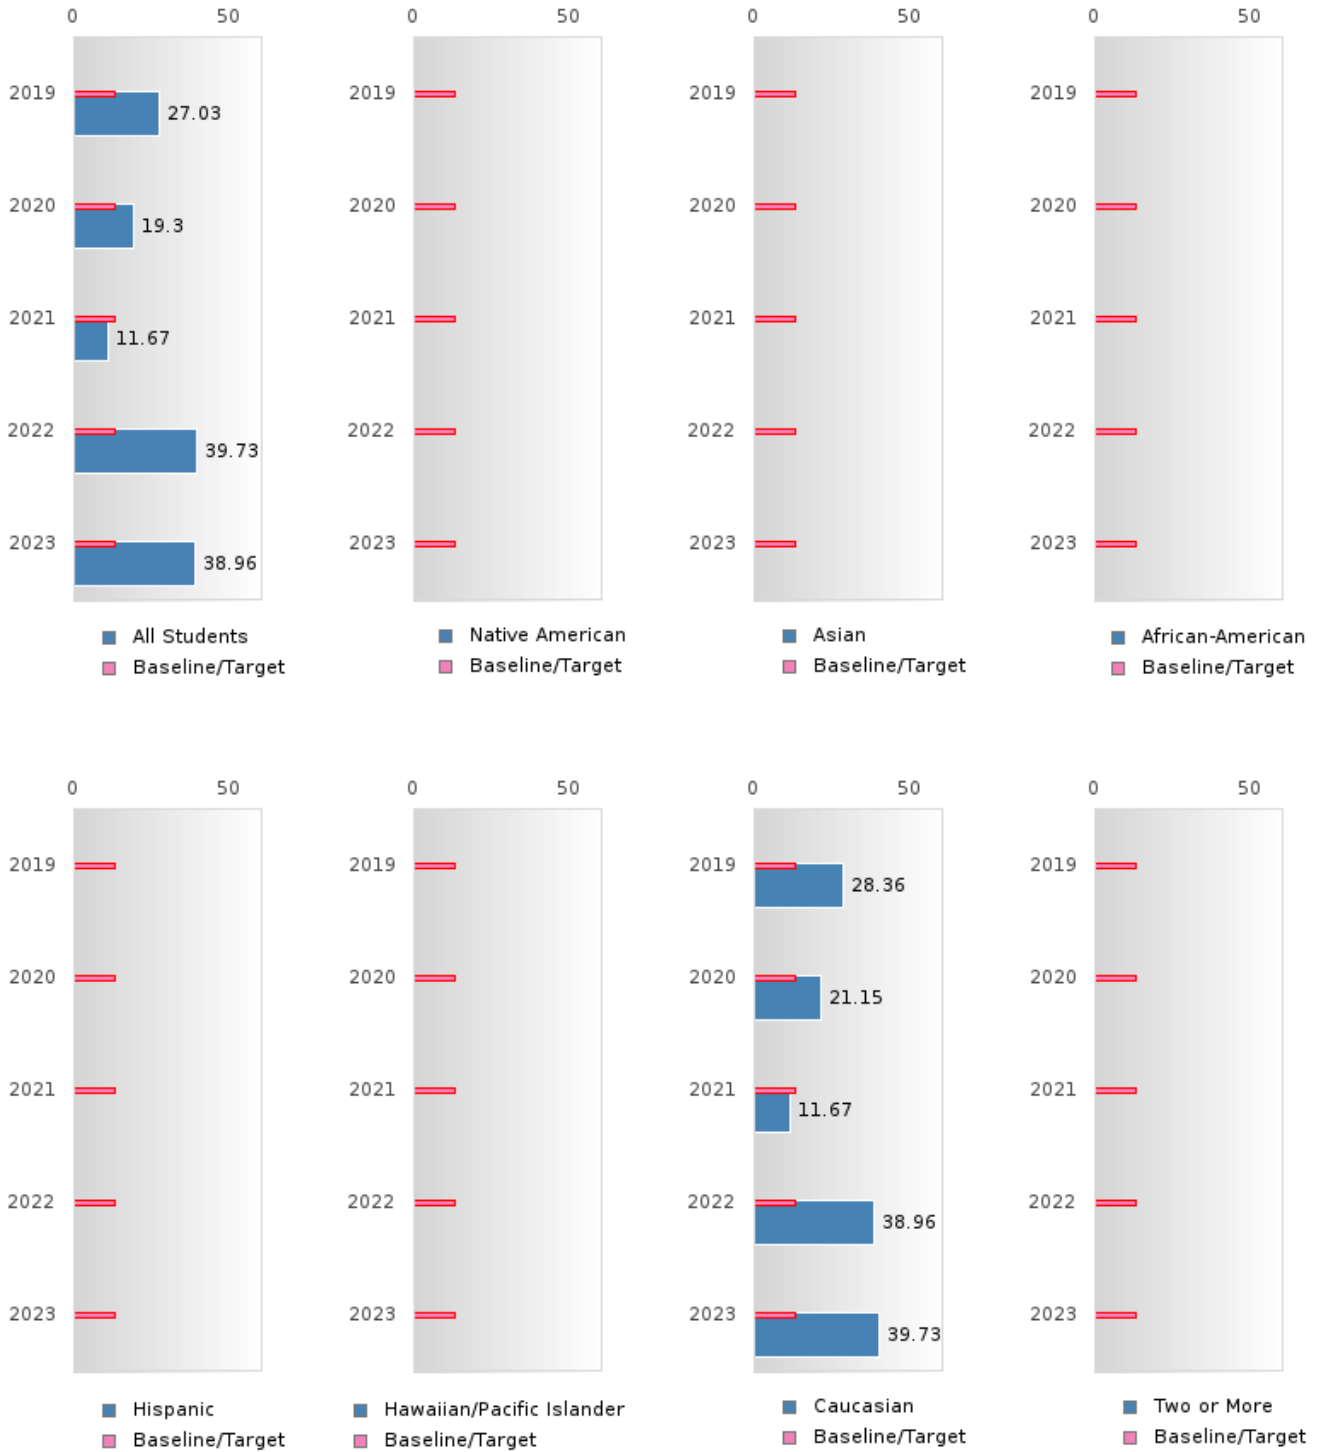 0 50 0 50 0 50 0 50
2019 27.03 2019 2019 2019
2020 19.3 2020 2020 2020
2021 11.67 2021 2021 2021
2022 39.73 2022 2022 2022
2023 38.96 2023 2023 2023
All Students Native American Asian African-American
Baseline/Target Baseline/Target Baseline/Target Baseline/Target
0 50 0 50 0 50 0 50
2019 2019 2019 28.36 2019
2020 2020 2020 21.15 2020
2021 2021 2021 11.67 2021
2022 2022 2022 38.96 2022
2023 2023 2023 39.73 2023
Hispanic Hawaiian/Pacific Islander Caucasian Two or More
Baseline/Target Baseline/Target Baseline/Target Baseline/Target